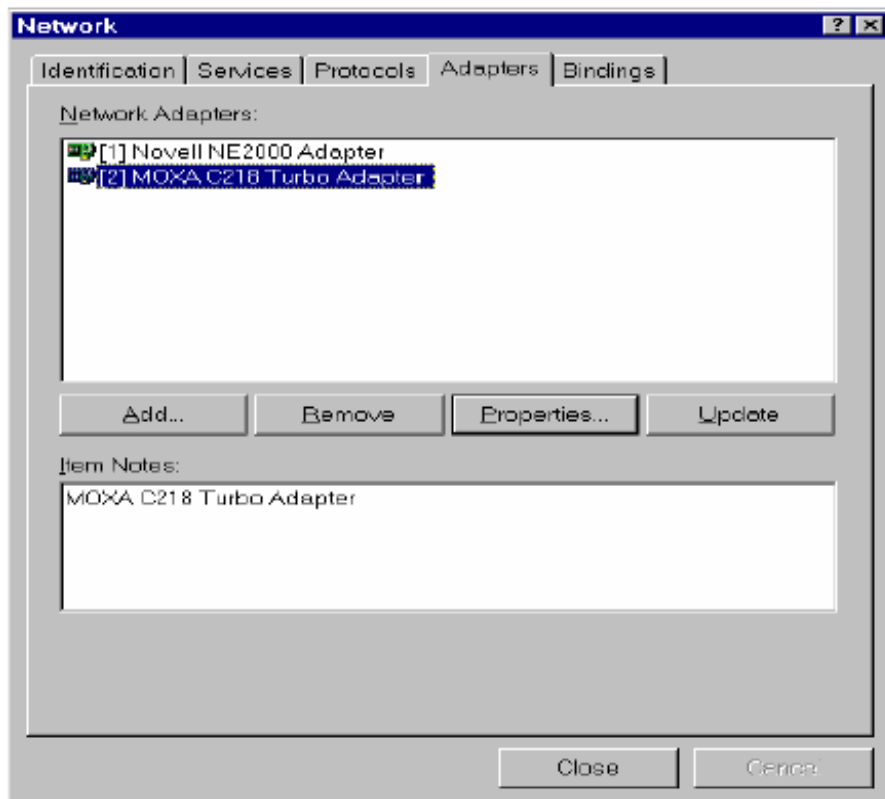 Network
Identification Services Protocols Adapters Bindings
Network Adapters:
[1] Novell NE2000 Adapter
[2] MOXA C218 Turbo Adapter
Add... Remove Properties... Update
Item Notes:
MOXA C218 Turbo Adapter
Close Cancel